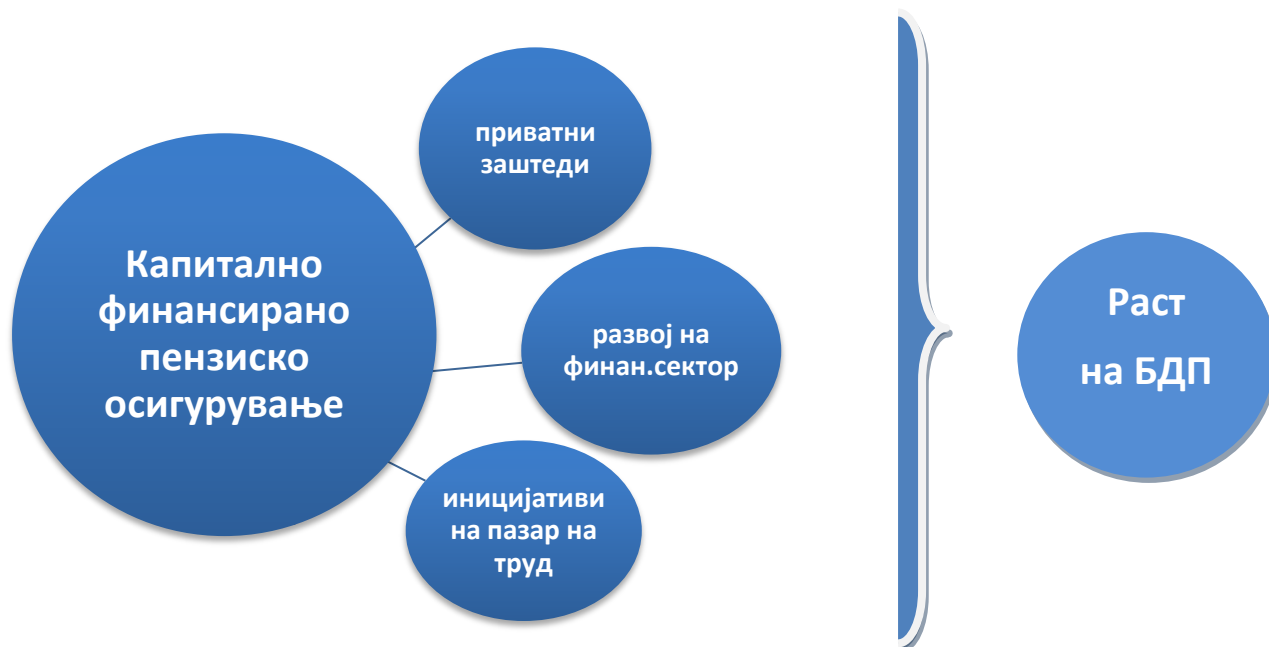 Капитално
финансирано
пензиско
осигурување
приватни
заштеди
развој на
финан.сектор
иницијативи
на пазар на
труд
Раст
на БДП